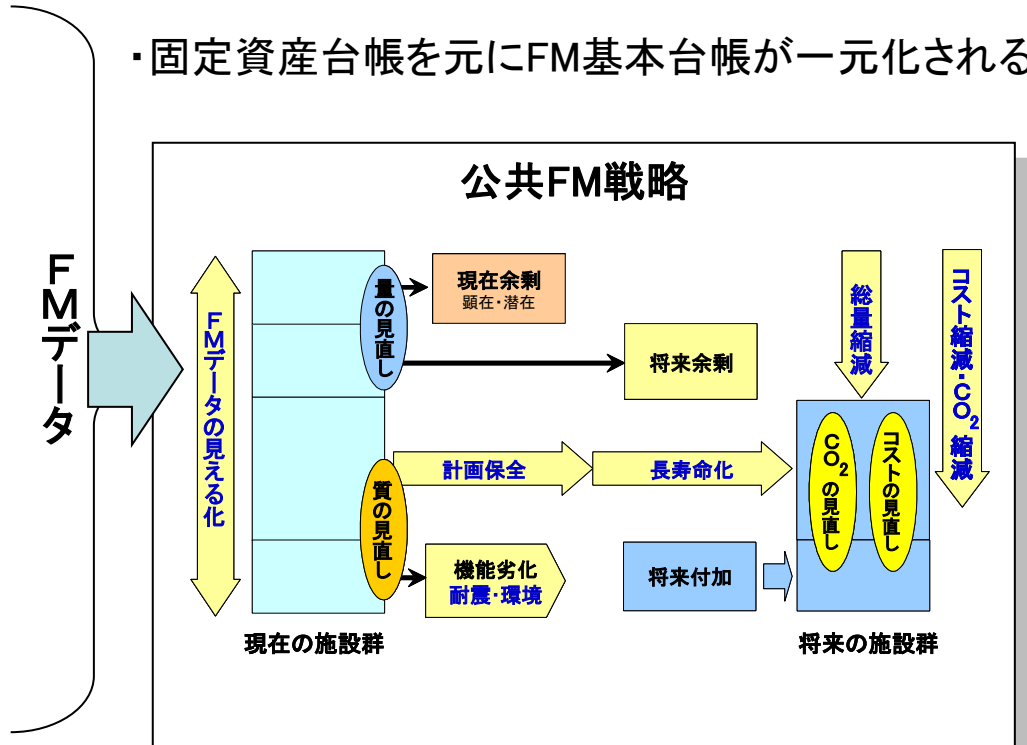 ・固定資産台帳を元にFM基本台帳が一元化される
公共FM戦略
FMデータ
FMデータの見える化
量の見直し
現在余剰
顕在・潜在
将来余剰
総量縮減
コスト縮減・CO₂縮減
計画保全
長寿命化
CO₂の見直し
コストの見直し
質の見直し
機能劣化
耐震・環境
将来付加
現在の施設群
将来の施設群